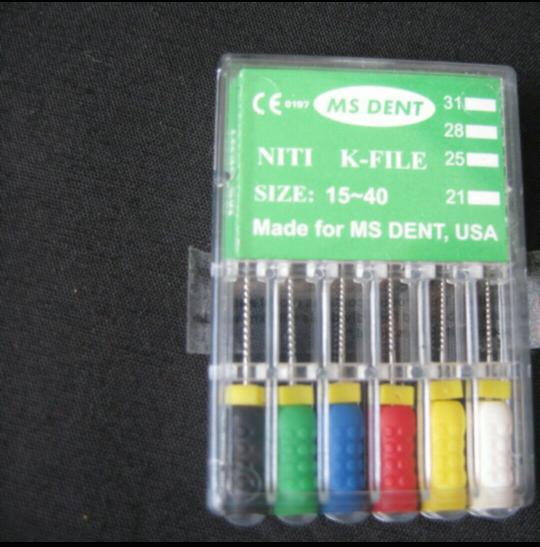 CE 0197 MS DENT 31
28
NITI K-FILE 25
SIZE: 15~40 21
Made for MS DENT, USA